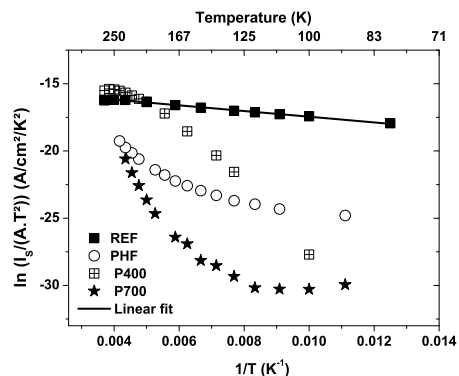 Temperature (K)
250 167 125 100 83 71
ln (I_S/(A.T²)) (A/cm²/K²)
-15
-20
-25
-30
REF
PHF
P400
P700
Linear fit
0.004 0.006 0.008 0.010 0.012 0.014
1/T (K⁻¹)